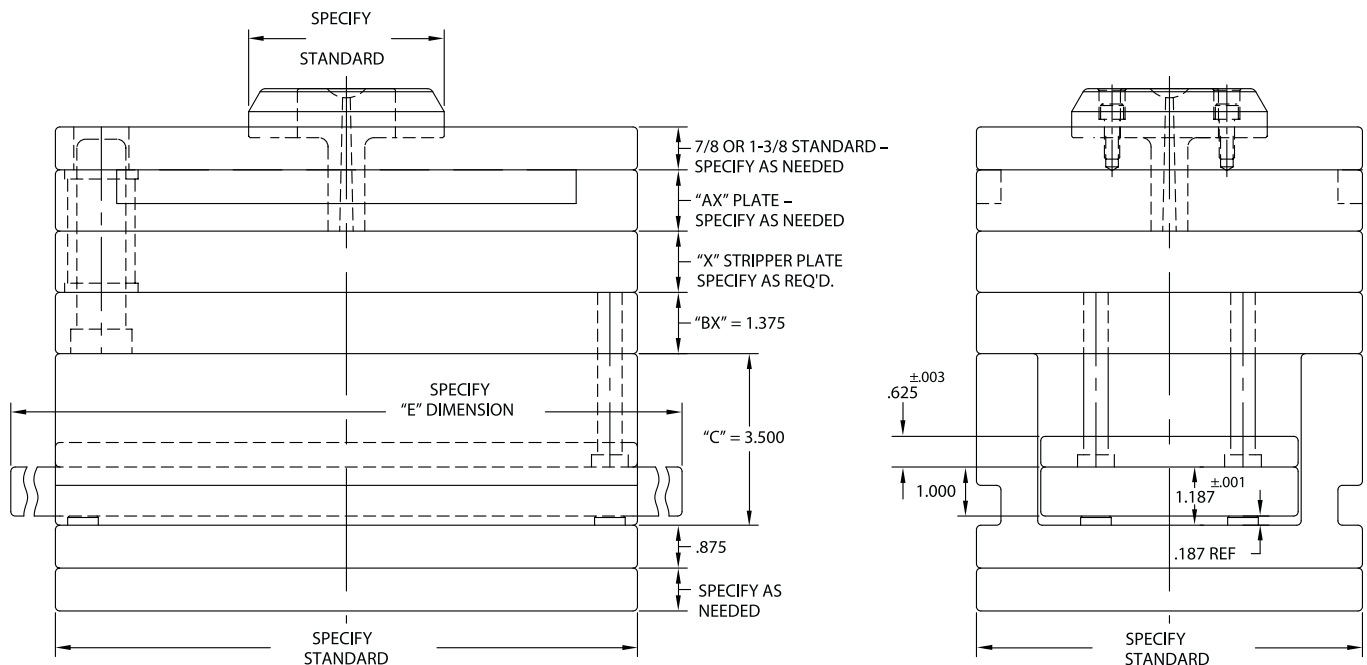 SPECIFY
STANDARD
7/8 OR 1-3/8 STANDARD –
SPECIFY AS NEEDED
“AX” PLATE –
SPECIFY AS NEEDED
“X” STRIPPER PLATE
SPECIFY AS REQ'D.
“BX” = 1.375
SPECIFY
“E” DIMENSION
“C” = 3.500
.875
SPECIFY AS
NEEDED
SPECIFY
STANDARD
±.003
.625
1.000
±.001
1.187
.187 REF
SPECIFY
STANDARD